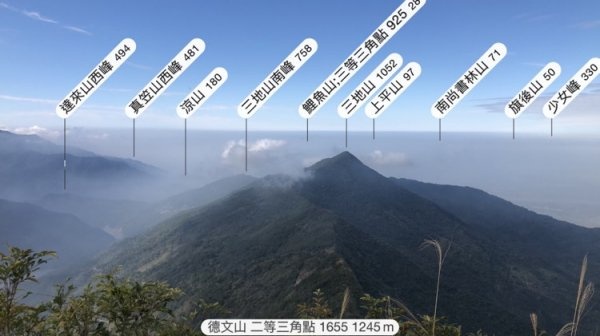 達來山西峰 494
真笠山西峰 481
涼山 180
三地山南峰 758
鯉魚山;三等三角點 925
三地山 1052
上平山 97
南尚書林山 71
旗後山 50
少女峰 330
德文山 二等三角點 1655 1245 m